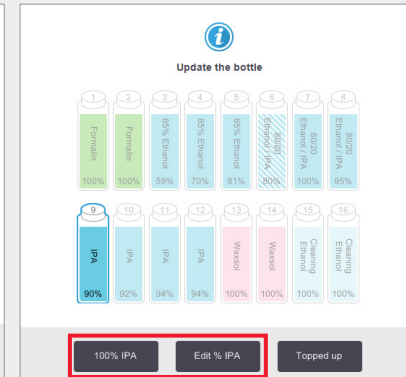 i
Update the bottle
1 2 3 4 5 6 7 8
Formalin Formalin 85% Ethanol 85% Ethanol 85% Ethanol 80/20 Ethanol / IPA 80/20 Ethanol / IPA 80/20 Ethanol / IPA
100% 100% 59% 70% 81% 80% 100% 95%
9 10 11 12 13 14 15 16
IPA IPA IPA IPA Waxsol Waxsol Cleaning Ethanol Cleaning Ethanol
90% 92% 94% 94% 100% 100% 100% 100%
100% IPA Edit % IPA Topped up